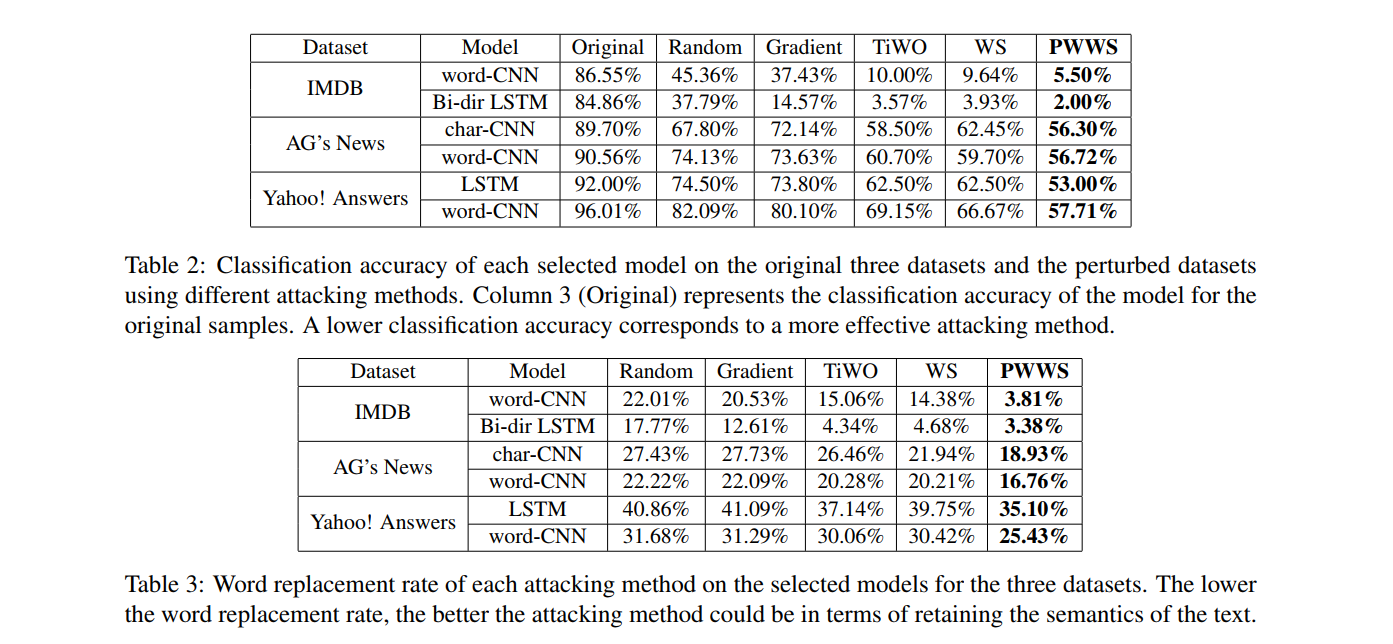 Dataset Model Original Random Gradient TiWO WS PWWS
IMDB word-CNN 86.55% 45.36% 37.43% 10.00% 9.64% 5.50%
Bi-dir LSTM 84.86% 37.79% 14.57% 3.57% 3.93% 2.00%
AG's News char-CNN 89.70% 67.80% 72.14% 58.50% 62.45% 56.30%
word-CNN 90.56% 74.13% 73.63% 60.70% 59.70% 56.72%
Yahoo! Answers LSTM 92.00% 74.50% 73.80% 62.50% 62.50% 53.00%
word-CNN 96.01% 82.09% 80.10% 69.15% 66.67% 57.71%
Table 2: Classification accuracy of each selected model on the original three datasets and the perturbed datasets
using different attacking methods. Column 3 (Original) represents the classification accuracy of the model for the
original samples. A lower classification accuracy corresponds to a more effective attacking method.
Dataset Model Random Gradient TiWO WS PWWS
IMDB word-CNN 22.01% 20.53% 15.06% 14.38% 3.81%
Bi-dir LSTM 17.77% 12.61% 4.34% 4.68% 3.38%
AG's News char-CNN 27.43% 27.73% 26.46% 21.94% 18.93%
word-CNN 22.22% 22.09% 20.28% 20.21% 16.76%
Yahoo! Answers LSTM 40.86% 41.09% 37.14% 39.75% 35.10%
word-CNN 31.68% 31.29% 30.06% 30.42% 25.43%
Table 3: Word replacement rate of each attacking method on the selected models for the three datasets. The lower
the word replacement rate, the better the attacking method could be in terms of retaining the semantics of the text.